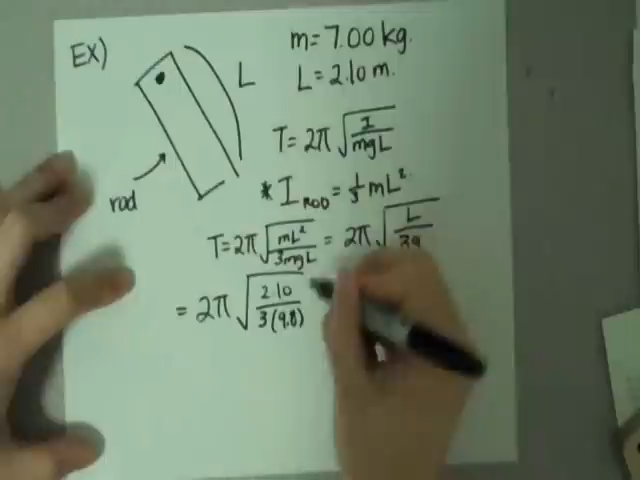 EX)
m=7.00 kg.
L
L=2.10 m.
T=2π√(I/mgL)
rod
*I ROD = 1/3 mL²
T=2π√(mL²/3mgL) = 2π√(L/3g)
= 2π√(2.10/3(9.8))